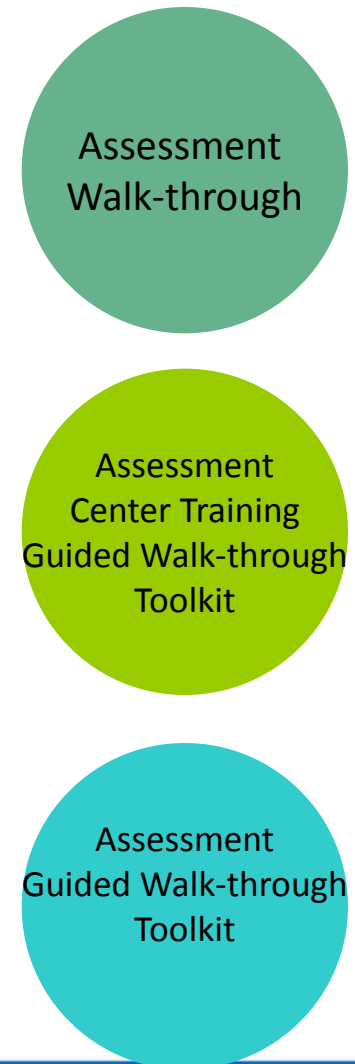 Assessment
Walk-through
Assessment
Center Training
Guided Walk-through
Toolkit
Assessment
Guided Walk-through
Toolkit